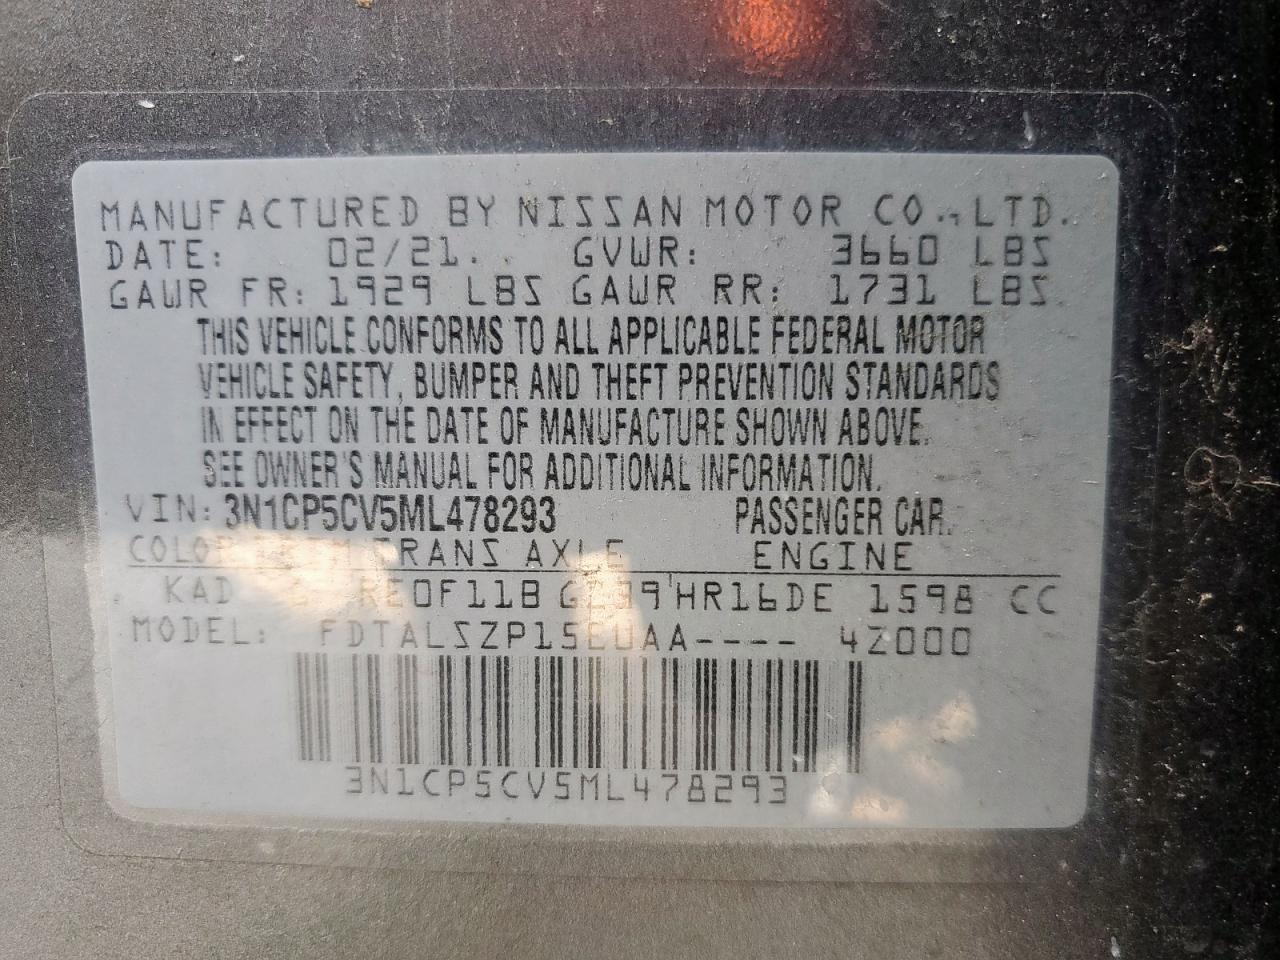 MANUFACTURED BY NISSAN MOTOR CO., LTD.
DATE: 02/21. GVWR: 3660 LBS
GAWR FR: 1929 LBS GAWR RR: 1731 LBS
THIS VEHICLE CONFORMS TO ALL APPLICABLE FEDERAL MOTOR
VEHICLE SAFETY, BUMPER AND THEFT PREVENTION STANDARDS
IN EFFECT ON THE DATE OF MANUFACTURE SHOWN ABOVE.
SEE OWNER'S MANUAL FOR ADDITIONAL INFORMATION.
VIN: 3N1CP5CV5ML478293 PASSENGER CAR.
COLOR TRANS AXLE ENGINE
KAD RE0F11B HR16DE 1598 CC
MODEL: 4Z000
3N1CP5CV5ML478293